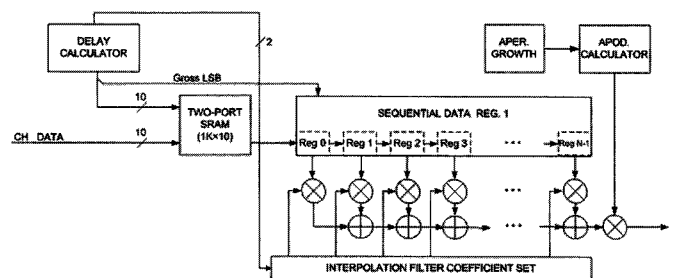 DELAY
CALCULATOR
2
APER.
GROWTH
APOD.
CALCULATOR
Gross LSB
10
TWO-PORT
SRAM
(1K×10)
SEQUENTIAL DATA REG. 1
CH_DATA
10
Reg 0
Reg 1
Reg 2
Reg 3
...
Reg N-1
...
...
INTERPOLATION FILTER COEFFICIENT SET